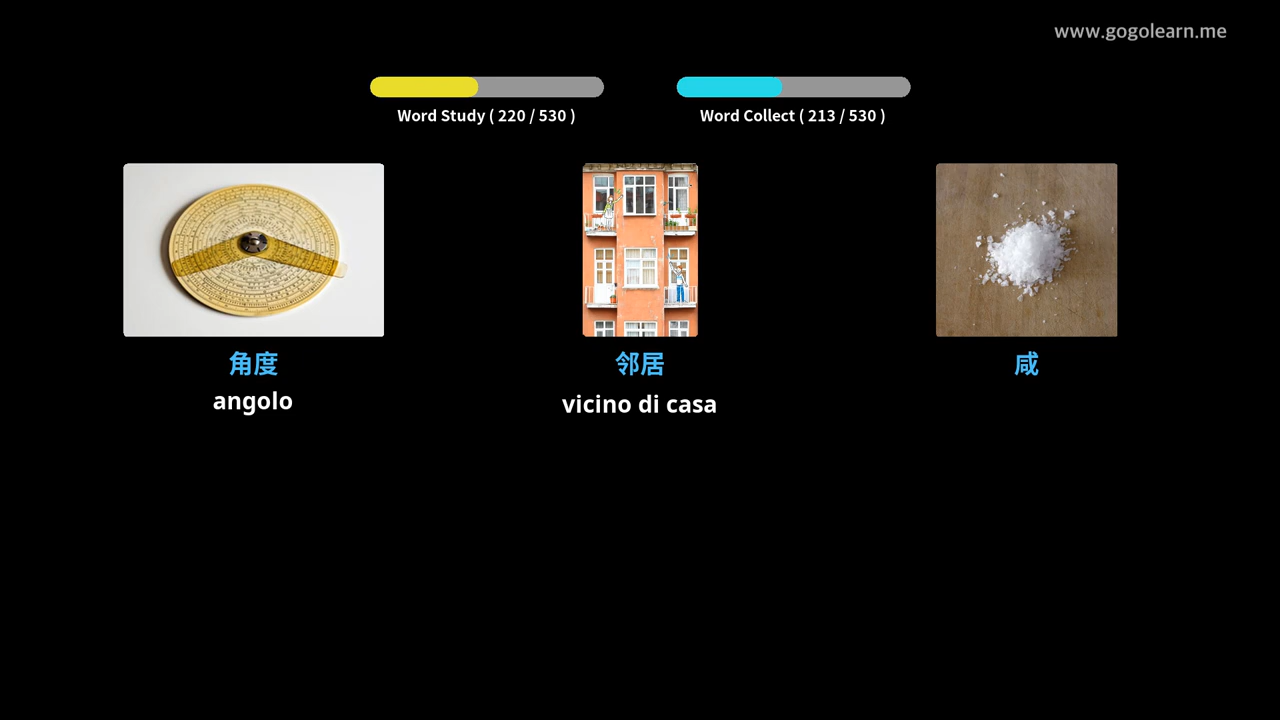 www.gogolearn.me
Word Study ( 220 / 530 )
Word Collect ( 213 / 530 )
角度
angolo
邻居
vicino di casa
咸